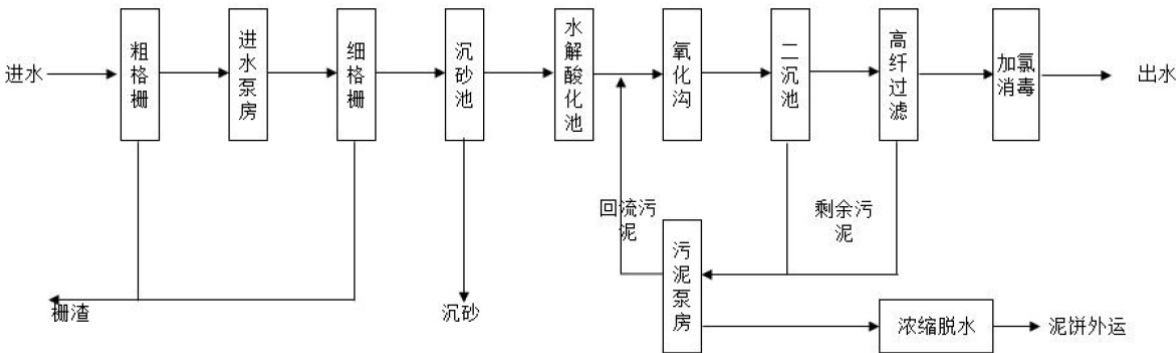 进水
粗格栅
进水泵房
细格栅
沉砂池
水解酸化池
氧化沟
二沉池
高纤过滤
加氯
消毒
出水
回流污
泥
剩余污
泥
污泥泵房
栅渣
沉砂
浓缩脱水
泥饼外运